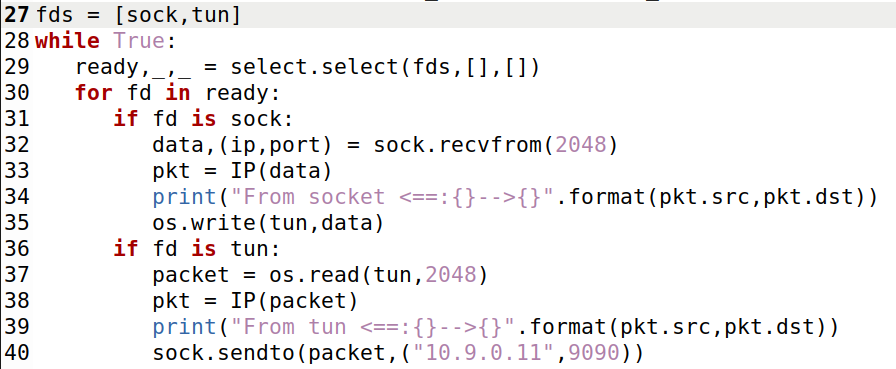 27 fds = [sock,tun]
28 while True:
29    ready,_,_ = select.select(fds,[],[])
30    for fd in ready:
31       if fd is sock:
32          data,(ip,port) = sock.recvfrom(2048)
33          pkt = IP(data)
34          print("From socket <==:{}-->{}".format(pkt.src,pkt.dst))
35          os.write(tun,data)
36       if fd is tun:
37          packet = os.read(tun,2048)
38          pkt = IP(packet)
39          print("From tun <==:{}-->{}".format(pkt.src,pkt.dst))
40          sock.sendto(packet,("10.9.0.11",9090))